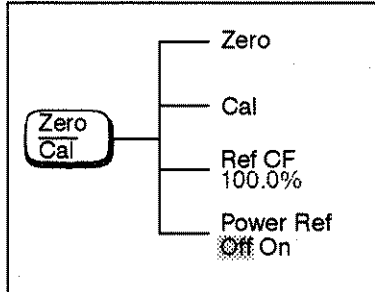 Zero
Cal
Zero
Cal
Ref CF
100.0%
Power Ref
Off On